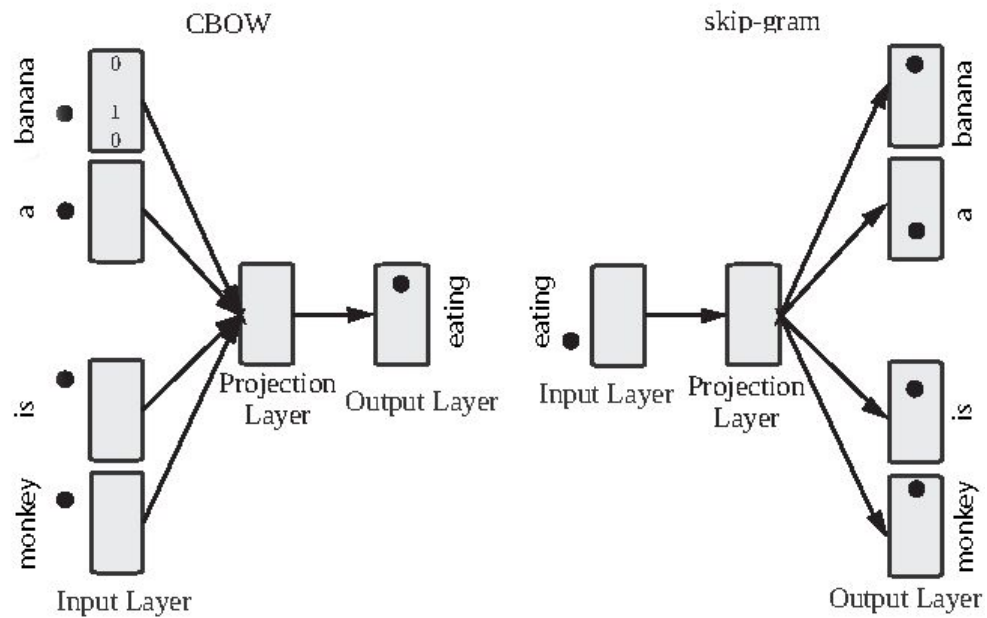 CBOW
banana
0
1
0
a
is
monkey
Input Layer
Projection
Layer
eating
Output Layer
skip-gram
eating
Input Layer
Projection
Layer
banana
a
is
monkey
Output Layer